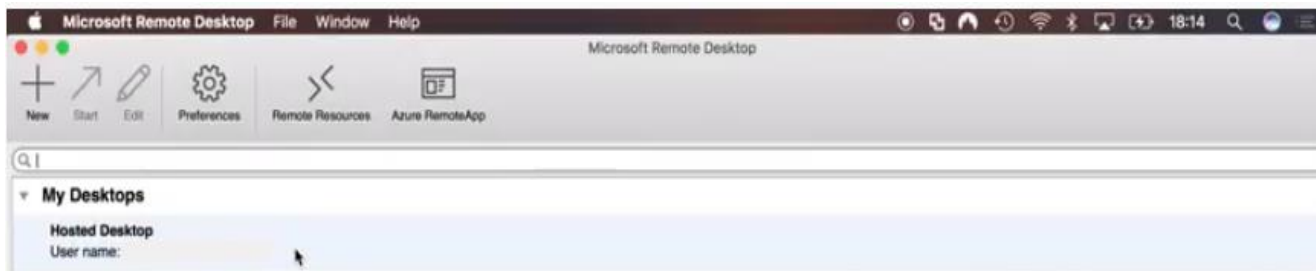 Microsoft Remote Desktop File Window Help 18:14
Microsoft Remote Desktop
New Start Edit Preferences Remote Resources Azure RemoteApp
My Desktops
Hosted Desktop
User name: